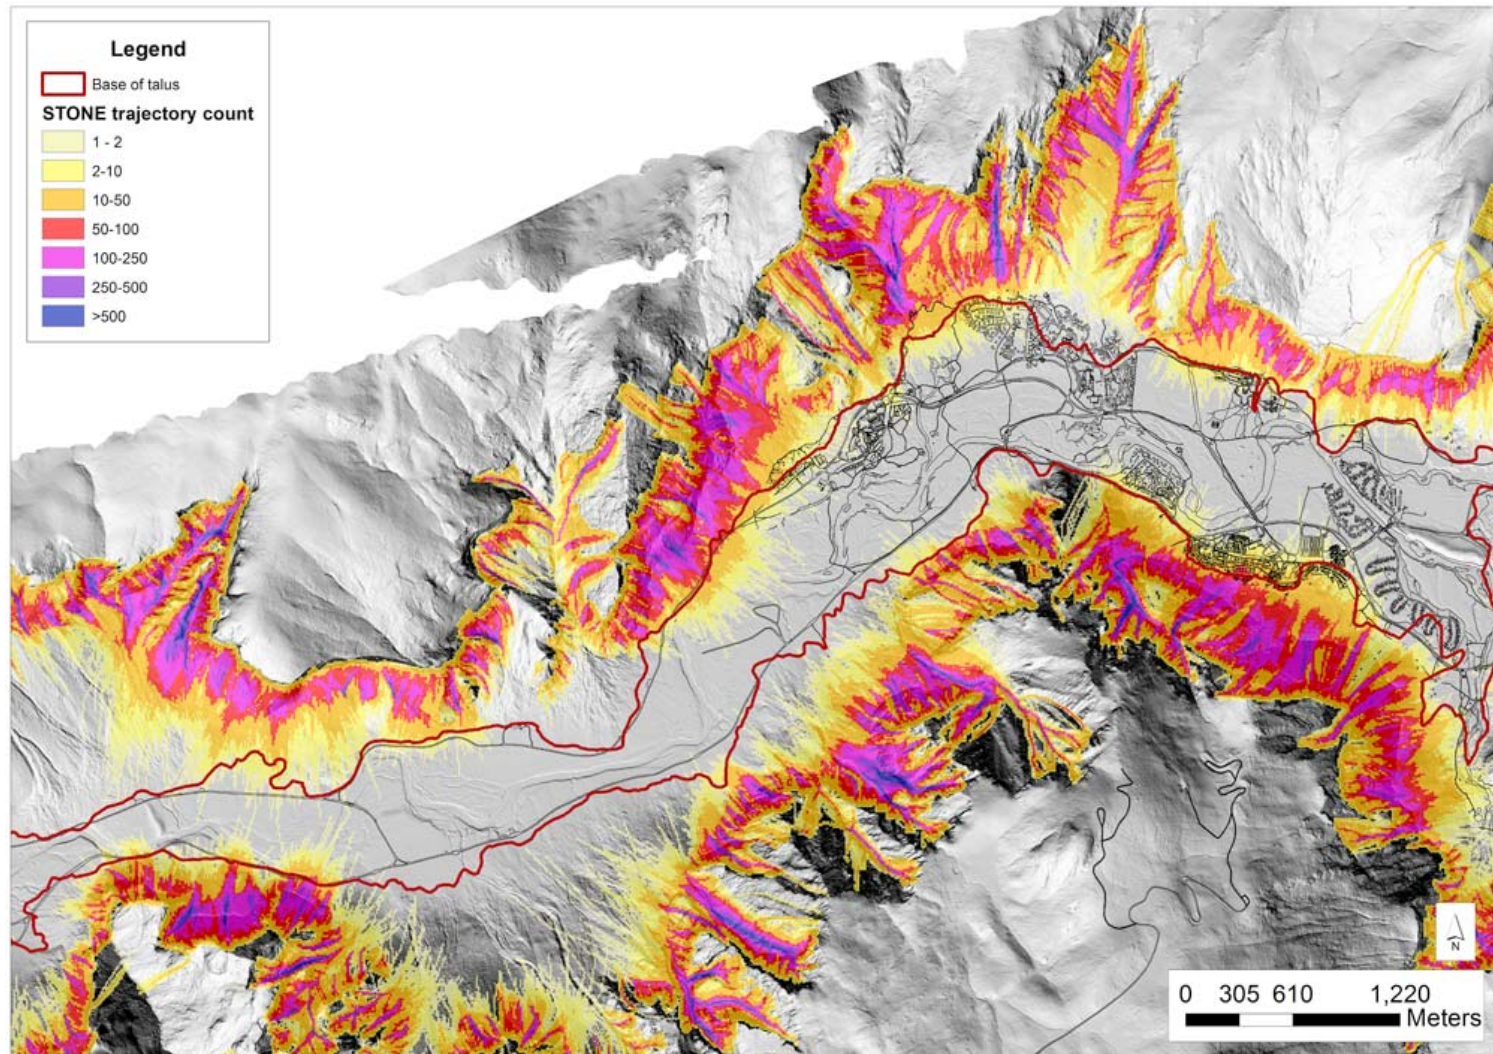 Legend
Base of talus
STONE trajectory count
1 - 2
2-10
10-50
50-100
100-250
250-500
>500
N
0 305 610 1,220
Meters